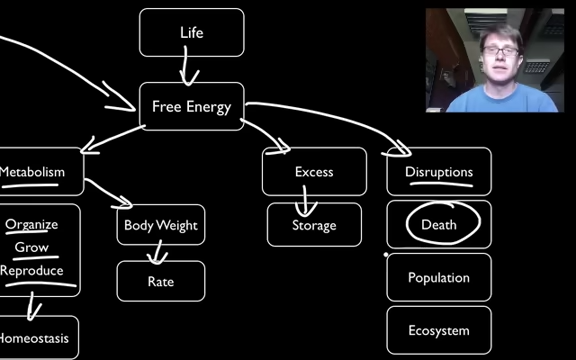 Life
Free Energy
Metabolism
Excess
Disruptions
Organize
Grow
Reproduce
Body Weight
Storage
Death
Rate
Population
Homeostasis
Ecosystem